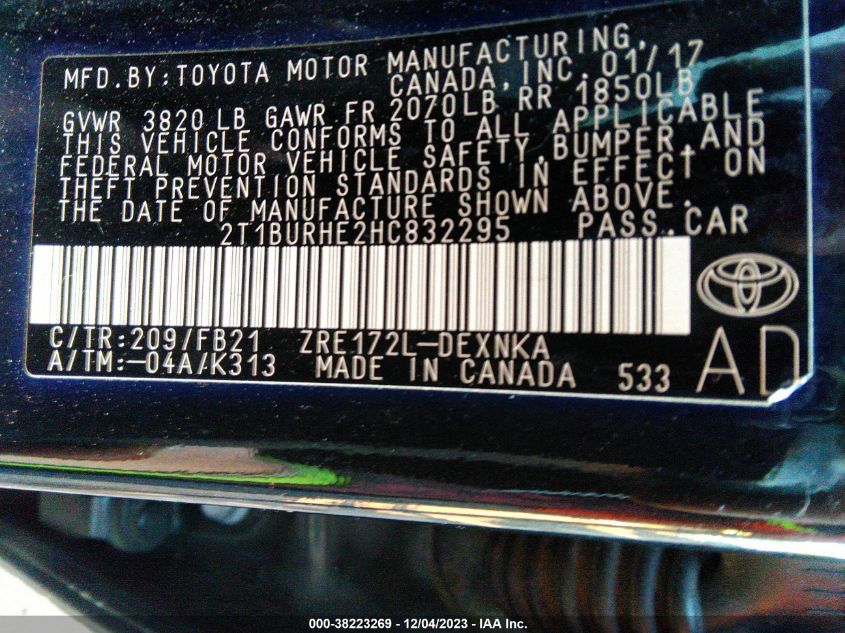 MFD.BY:TOYOTA MOTOR MANUFACTURING,
CANADA,INC. 01/17
GVWR 3820 LB GAWR FR 2070LB RR 1850LB
THIS VEHICLE CONFORMS TO ALL APPLICABLE
FEDERAL MOTOR VEHICLE SAFETY,BUMPER,AND
THEFT PREVENTION STANDARDS IN EFFECT ON
THE DATE OF MANUFACTURE SHOWN ABOVE.
2T1BURHE2HC832295 PASS.CAR
C/TR:209/FB21 ZRE172L-DEXNKA
A/TM:-04A/K313 MADE IN CANADA 533 AD
000-38223269 - 12/04/2023 - IAA Inc.